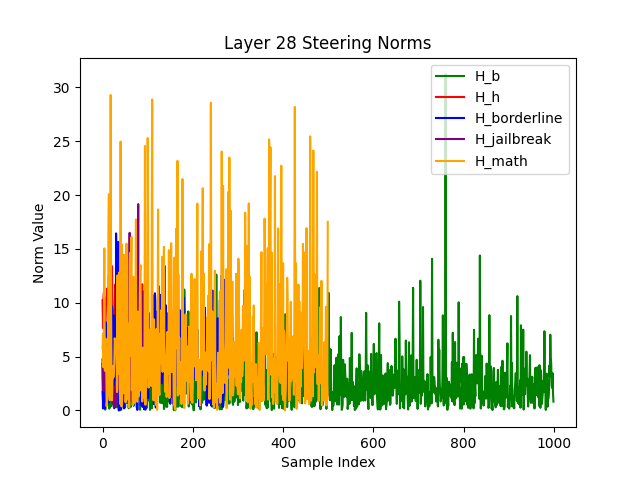 Layer 28 Steering Norms
Norm Value
30
25
20
15
10
5
0
H_b
H_h
H_borderline
H_jailbreak
H_math
0
200
400
600
800
1000
Sample Index